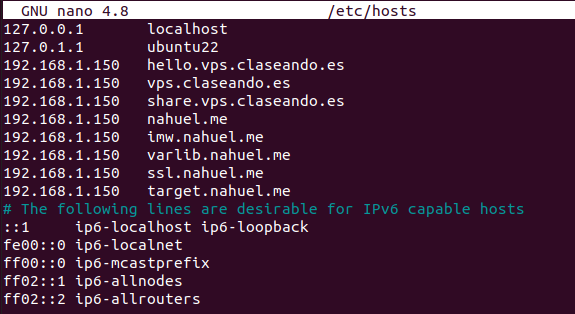 GNU nano 4.8 /etc/hosts
127.0.0.1 localhost
127.0.1.1 ubuntu22
192.168.1.150 hello.vps.claseando.es
192.168.1.150 vps.claseando.es
192.168.1.150 share.vps.claseando.es
192.168.1.150 nahuel.me
192.168.1.150 imw.nahuel.me
192.168.1.150 varlib.nahuel.me
192.168.1.150 ssl.nahuel.me
192.168.1.150 target.nahuel.me
# The following lines are desirable for IPv6 capable hosts
::1 ip6-localhost ip6-loopback
fe00::0 ip6-localnet
ff00::0 ip6-mcastprefix
ff02::1 ip6-allnodes
ff02::2 ip6-allrouters